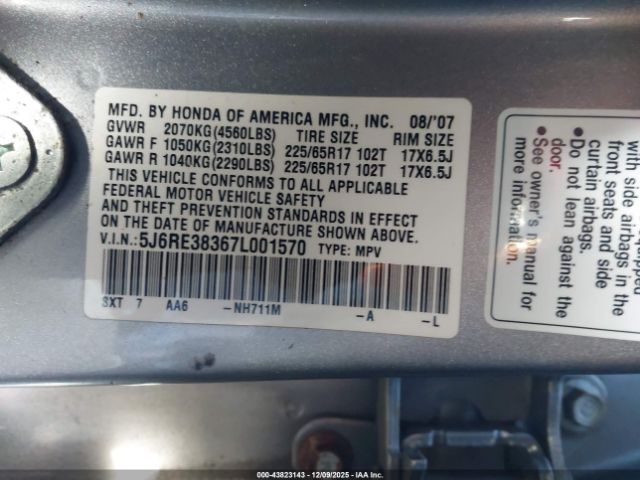 MFD. BY HONDA OF AMERICA MFG., INC. 08/'07
GVWR 2070KG(4560LBS) TIRE SIZE RIM SIZE
GAWR F 1050KG(2310LBS) 225/65R17 102T 17X6.5J
GAWR R 1040KG(2290LBS) 225/65R17 102T 17X6.5J
THIS VEHICLE CONFORMS TO ALL APPLICABLE
FEDERAL MOTOR VEHICLE SAFETY
AND THEFT PREVENTION STANDARDS IN EFFECT
ON THE DATE OF MANUFACTURE SHOWN ABOVE.
V.I.N.: 5J6RE38367L001570 TYPE: MPV
SXT 7 AA6 -NH711M -A -L
with side airbags in the
front seats and side
curtain airbags.
• Do not lean against the
door.
• See owner's manual for
more information.
000-43823143 - 12/09/2025 - IAA Inc.